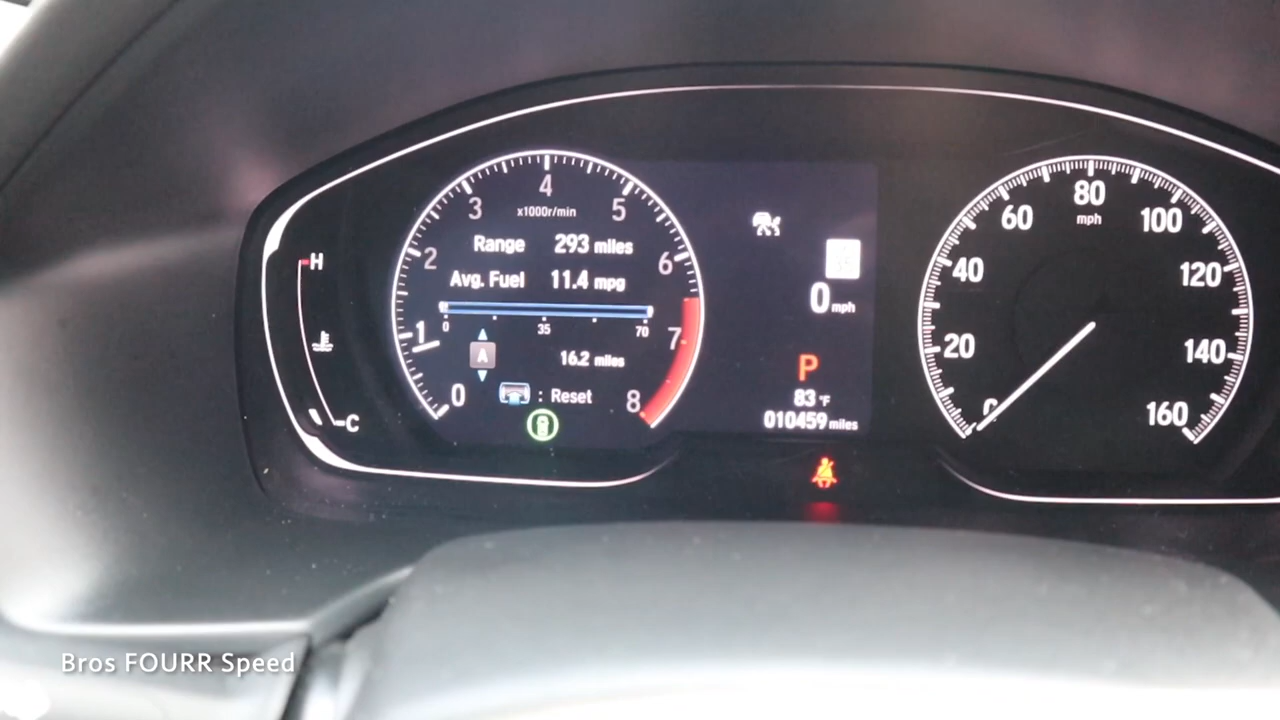 H
C
0
1
2
3
4
5
6
7
8
x1000r/min
Range 293 miles
Avg. Fuel 11.4 mpg
0 35 70
A 16.2 miles
: Reset
0 mph
P
83 °F
010459 miles
20
40
60
80
100
120
140
160
mph
Bros FOURR Speed